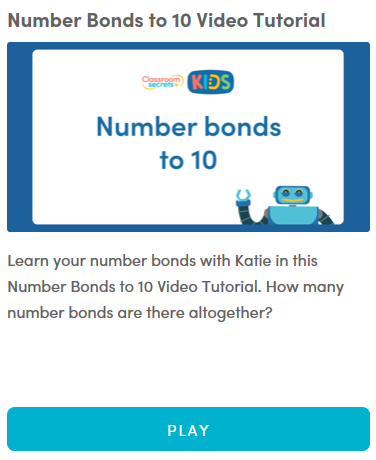 Number Bonds to 10 Video Tutorial
Classroom
secrets
KIDS
Number bonds
to 10
Learn your number bonds with Katie in this
Number Bonds to 10 Video Tutorial. How many
number bonds are there altogether?
PLAY